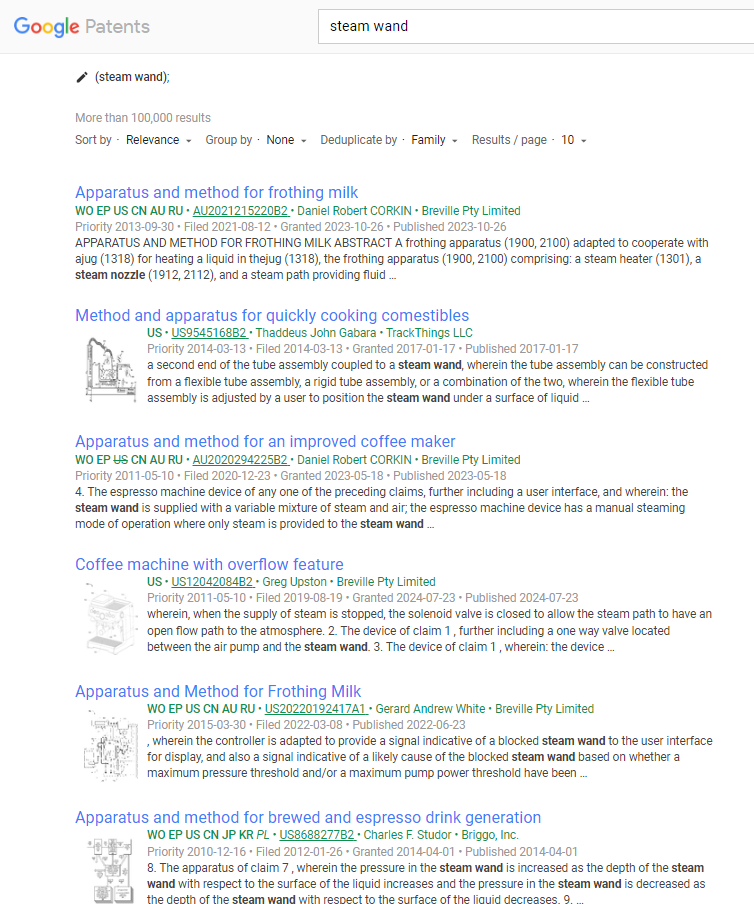 Google Patents
steam wand
(steam wand);
More than 100,000 results
Sort by · Relevance Group by · None Deduplicate by · Family Results / page · 10
Apparatus and method for frothing milk
WO EP US CN AU RU • AU2021215220B2 • Daniel Robert CORKIN • Breville Pty Limited
Priority 2013-09-30 • Filed 2021-08-12 • Granted 2023-10-26 • Published 2023-10-26
APPARATUS AND METHOD FOR FROTHING MILK ABSTRACT A frothing apparatus (1900, 2100) adapted to cooperate with
ajug (1318) for heating a liquid in thejug (1318), the frothing apparatus (1900, 2100) comprising: a steam heater (1301), a
steam nozzle (1912, 2112), and a steam path providing fluid ...
Method and apparatus for quickly cooking comestibles
US • US9545168B2 • Thaddeus John Gabara • TrackThings LLC
Priority 2014-03-13 • Filed 2014-03-13 • Granted 2017-01-17 • Published 2017-01-17
a second end of the tube assembly coupled to a steam wand, wherein the tube assembly can be constructed
from a flexible tube assembly, a rigid tube assembly, or a combination of the two, wherein the flexible tube
assembly is adjusted by a user to position the steam wand under a surface of liquid ...
Apparatus and method for an improved coffee maker
WO EP US CN AU RU • AU2020294225B2 • Daniel Robert CORKIN • Breville Pty Limited
Priority 2011-05-10 • Filed 2020-12-23 • Granted 2023-05-18 • Published 2023-05-18
4. The espresso machine device of any one of the preceding claims, further including a user interface, and wherein: the
steam wand is supplied with a variable mixture of steam and air; the espresso machine device has a manual steaming
mode of operation where only steam is provided to the steam wand ...
Coffee machine with overflow feature
US • US12042084B2 • Greg Upston • Breville Pty Limited
Priority 2011-05-10 • Filed 2019-08-19 • Granted 2024-07-23 • Published 2024-07-23
wherein, when the supply of steam is stopped, the solenoid valve is closed to allow the steam path to have an
open flow path to the atmosphere. 2. The device of claim 1 , further including a one way valve located
between the air pump and the steam wand. 3. The device of claim 1 , wherein: the device ...
Apparatus and Method for Frothing Milk
WO EP US CN AU RU • US20220192417A1 • Gerard Andrew White • Breville Pty Limited
Priority 2015-03-30 • Filed 2022-03-08 • Published 2022-06-23
, wherein the controller is adapted to provide a signal indicative of a blocked steam wand to the user interface
for display, and also a signal indicative of a likely cause of the blocked steam wand based on whether a
maximum pressure threshold and/or a maximum pump power threshold have been ...
Apparatus and method for brewed and espresso drink generation
WO EP US CN JP KR PL • US8688277B2 • Charles F. Studor • Briggo, Inc.
Priority 2010-12-16 • Filed 2012-01-26 • Granted 2014-04-01 • Published 2014-04-01
8. The apparatus of claim 7 , wherein the pressure in the steam wand is increased as the depth of the steam
wand with respect to the surface of the liquid increases and the pressure in the steam wand is decreased as
the depth of the steam wand with respect to the surface of the liquid decreases. 9. ...